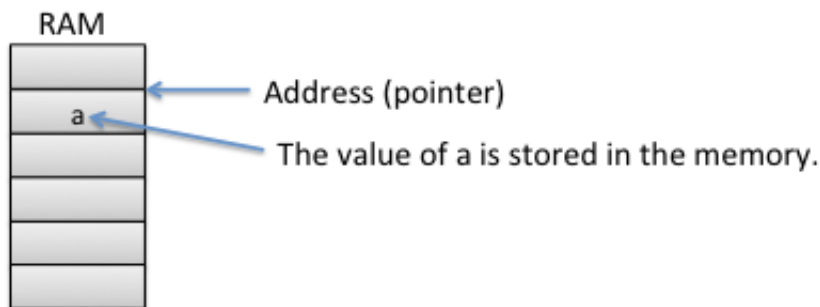 RAM
Address (pointer)
a
The value of a is stored in the memory.